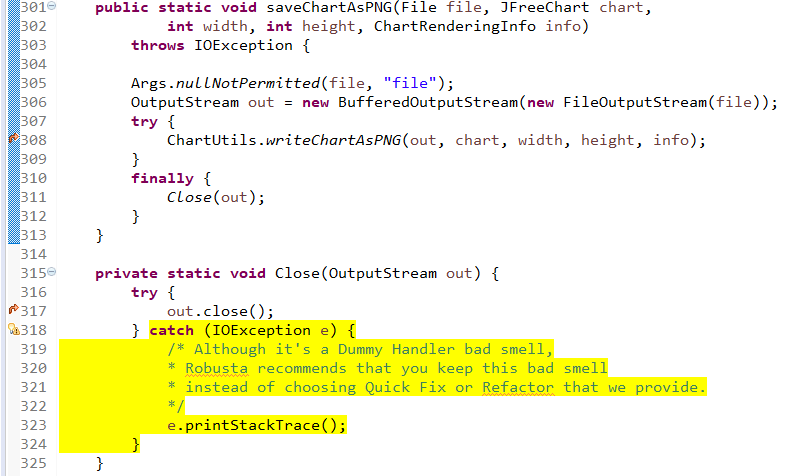 301 public static void saveChartAsPNG(File file, JFreeChart chart,
302 int width, int height, ChartRenderingInfo info)
303 throws IOException {
304
305 Args.nullNotPermitted(file, "file");
306 OutputStream out = new BufferedOutputStream(new FileOutputStream(file));
307 try {
308 ChartUtils.writeChartAsPNG(out, chart, width, height, info);
309 }
310 finally {
311 Close(out);
312 }
313 }
314
315 private static void Close(OutputStream out) {
316 try {
317 out.close();
318 } catch (IOException e) {
319 /* Although it's a Dummy Handler bad smell,
320 * Robusta recommends that you keep this bad smell
321 * instead of choosing Quick Fix or Refactor that we provide.
322 */
323 e.printStackTrace();
324 }
325 }